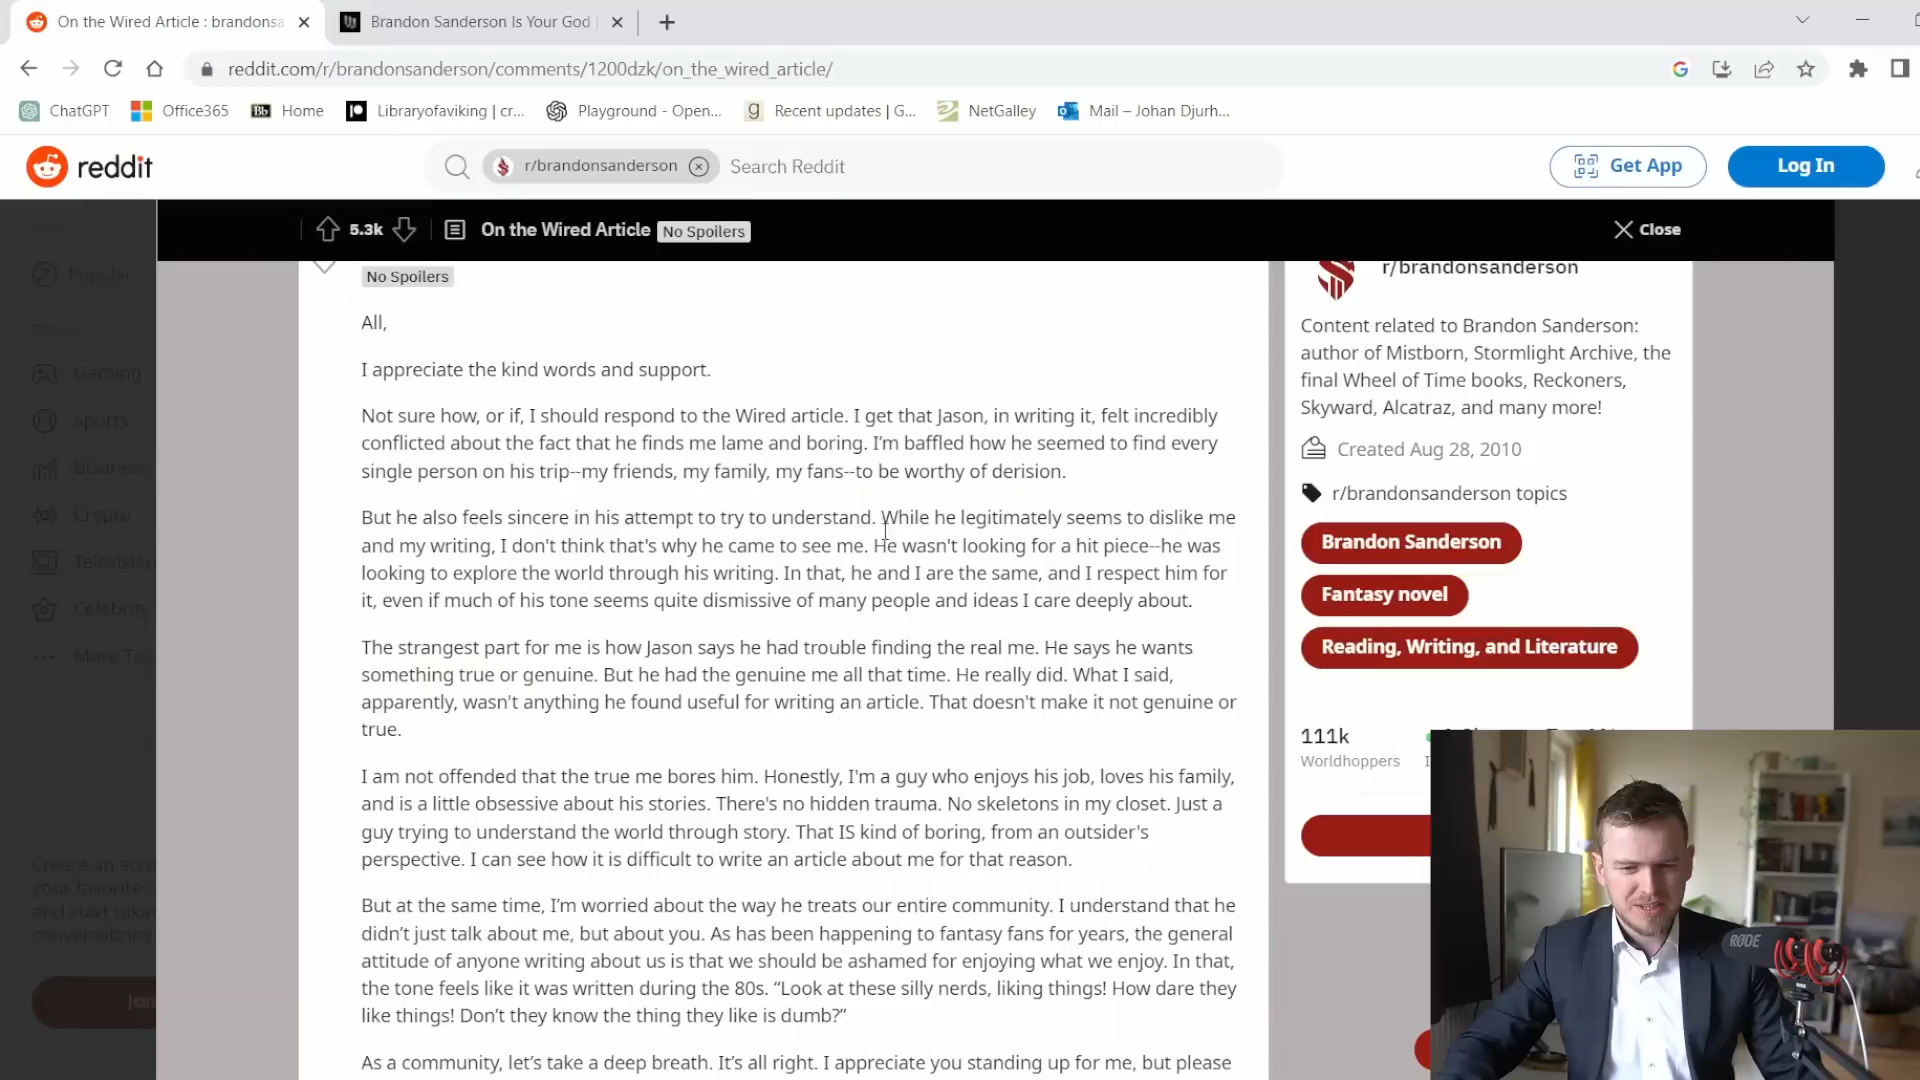 On the Wired Article : brandonsa
Brandon Sanderson Is Your God
reddit.com/r/brandonsanderson/comments/1200dzk/on_the_wired_article/
ChatGPT Office365 Bb Home Libraryofaviking | cr... Playground - Open... g Recent updates | G... NetGalley Mail – Johan Djurh...
reddit r/brandonsanderson Search Reddit Get App Log In
5.3k On the Wired Article No Spoilers Close
Popular
Gaming
Sports
Business
Crypto
Television
Celebrity
Create an acc
your favorite
and start takin
conversations
No Spoilers
All,
I appreciate the kind words and support.
Not sure how, or if, I should respond to the Wired article. I get that Jason, in writing it, felt incredibly
conflicted about the fact that he finds me lame and boring. I'm baffled how he seemed to find every
single person on his trip--my friends, my family, my fans--to be worthy of derision.
But he also feels sincere in his attempt to try to understand. While he legitimately seems to dislike me
and my writing, I don't think that's why he came to see me. He wasn't looking for a hit piece--he was
looking to explore the world through his writing. In that, he and I are the same, and I respect him for
it, even if much of his tone seems quite dismissive of many people and ideas I care deeply about.
The strangest part for me is how Jason says he had trouble finding the real me. He says he wants
something true or genuine. But he had the genuine me all that time. He really did. What I said,
apparently, wasn't anything he found useful for writing an article. That doesn't make it not genuine or
true.
I am not offended that the true me bores him. Honestly, I'm a guy who enjoys his job, loves his family,
and is a little obsessive about his stories. There's no hidden trauma. No skeletons in my closet. Just a
guy trying to understand the world through story. That IS kind of boring, from an outsider's
perspective. I can see how it is difficult to write an article about me for that reason.
But at the same time, I'm worried about the way he treats our entire community. I understand that he
didn't just talk about me, but about you. As has been happening to fantasy fans for years, the general
attitude of anyone writing about us is that we should be ashamed for enjoying what we enjoy. In that,
the tone feels like it was written during the 80s. “Look at these silly nerds, liking things! How dare they
like things! Don't they know the thing they like is dumb?”
As a community, let's take a deep breath. It's all right. I appreciate you standing up for me, but please
r/brandonsanderson
Content related to Brandon Sanderson:
author of Mistborn, Stormlight Archive, the
final Wheel of Time books, Reckoners,
Skyward, Alcatraz, and many more!
Created Aug 28, 2010
r/brandonsanderson topics
Brandon Sanderson
Fantasy novel
Reading, Writing, and Literature
111k
Worldhoppers
RØDE